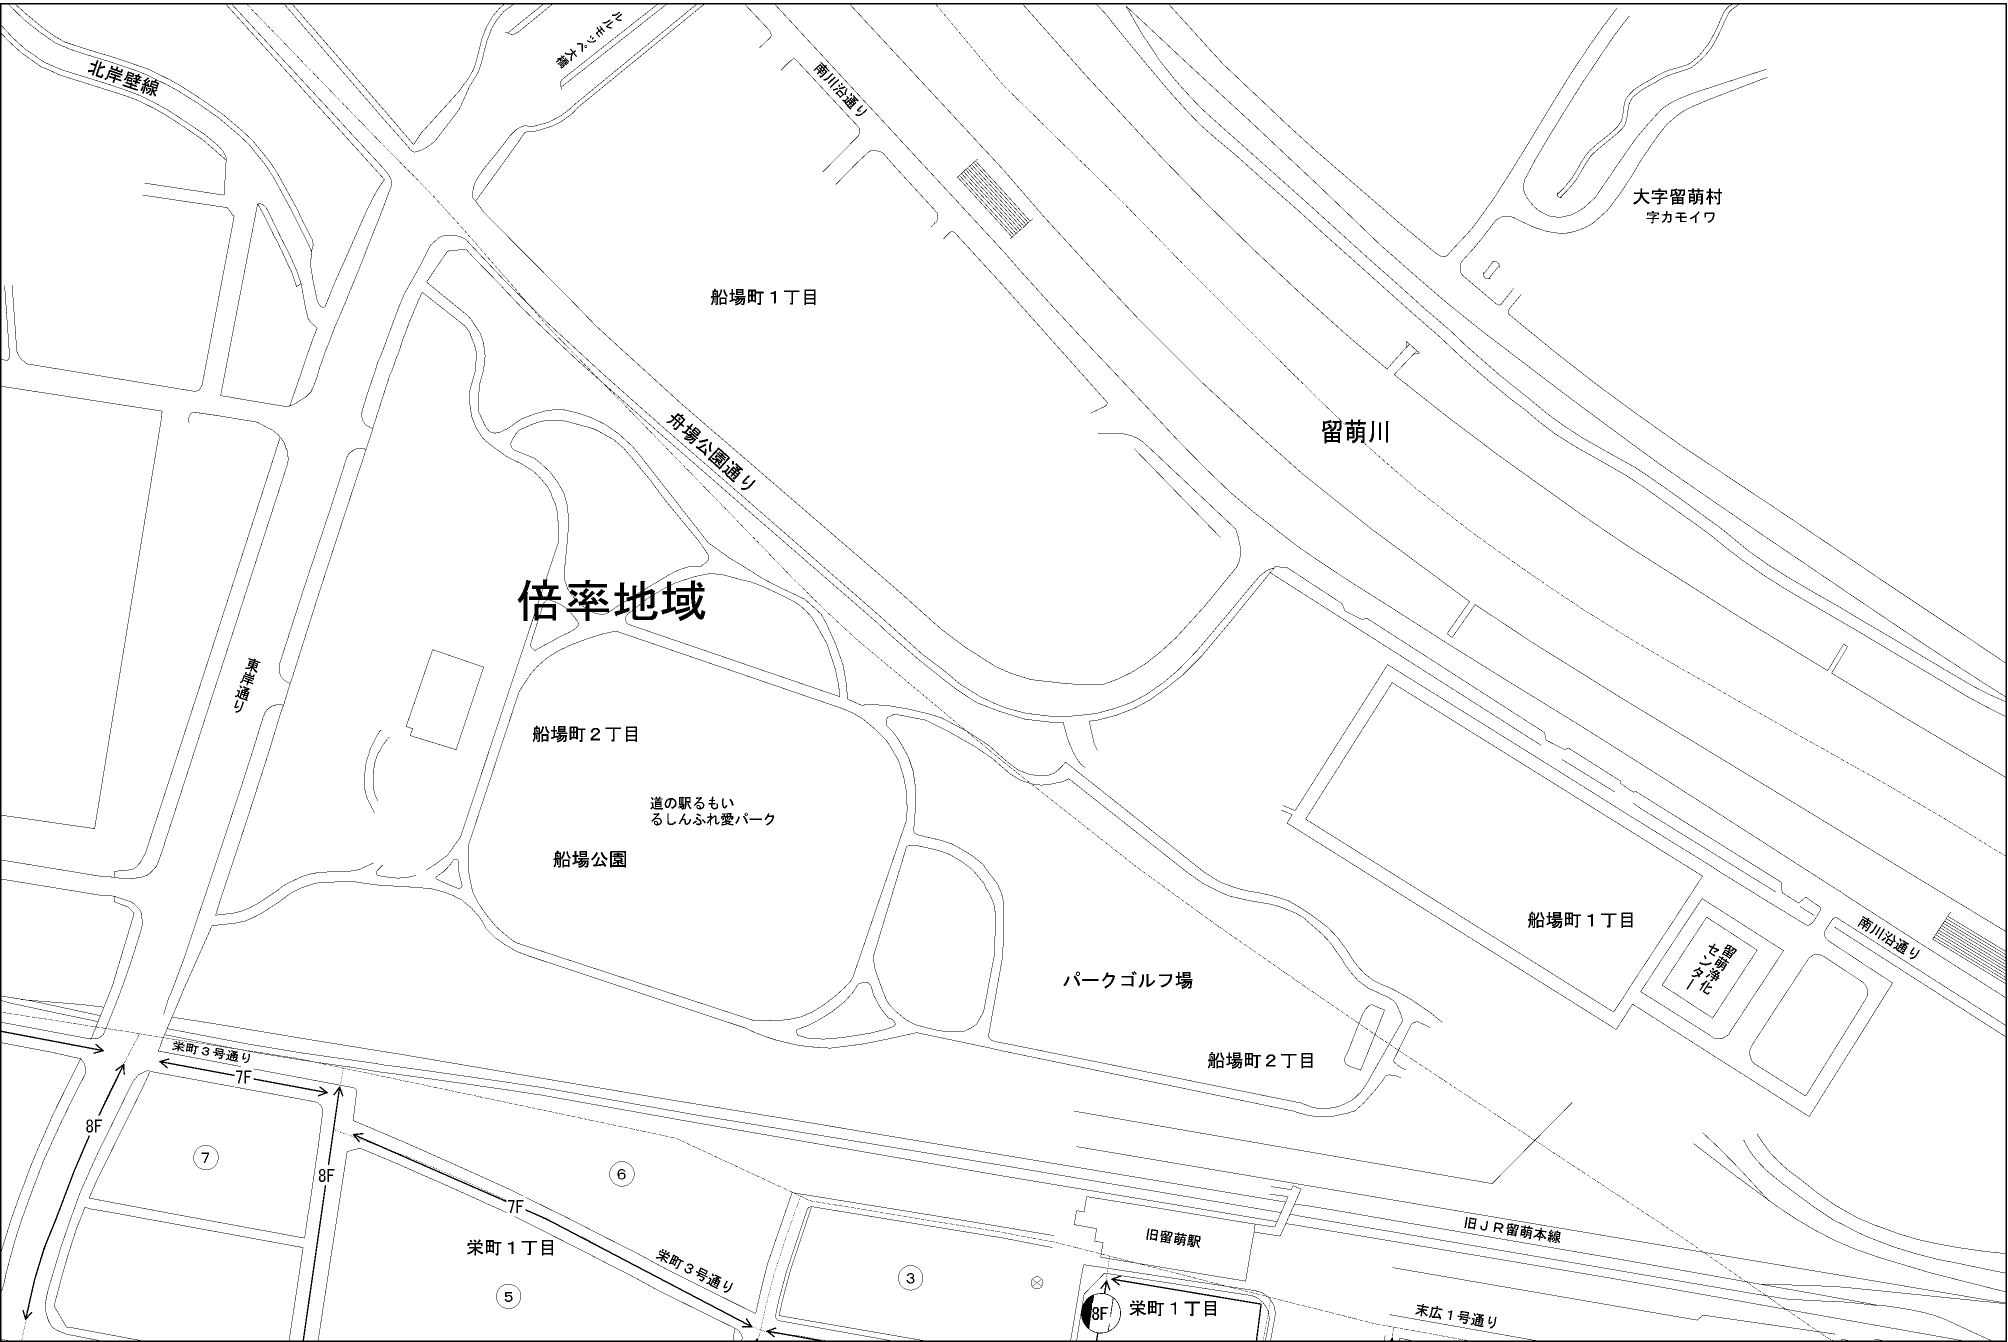 ルルモッペ大橋
北岸壁線
南川沿通り
大字留萌村
字カモイワ
船場町１丁目
舟場公園通り
留萌川
倍率地域
東岸通り
船場町２丁目
道の駅るもい
るしんふれ愛パーク
船場公園
船場町１丁目
南川沿通り
留萌浄化
センター
パークゴルフ場
船場町２丁目
栄町３号通り
7F
8F
7
8F
6
7F
栄町１丁目
栄町３号通り
5
3
旧留萌駅
旧ＪＲ留萌本線
8F
栄町１丁目
末広１号通り